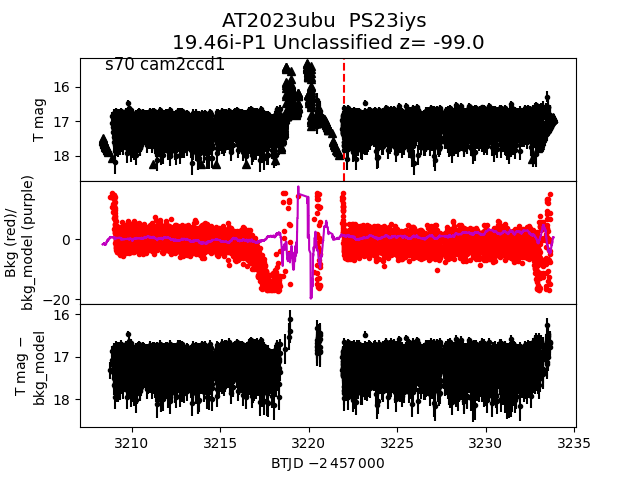 AT2023ubu  PS23iys
19.46i-P1 Unclassified z= -99.0
s70 cam2ccd1
T mag
16
17
18
Bkg (red)/
bkg_model (purple)
0
−20
T mag −
bkg_model
16
17
18
3210
3215
3220
3225
3230
3235
BTJD −2 457 000